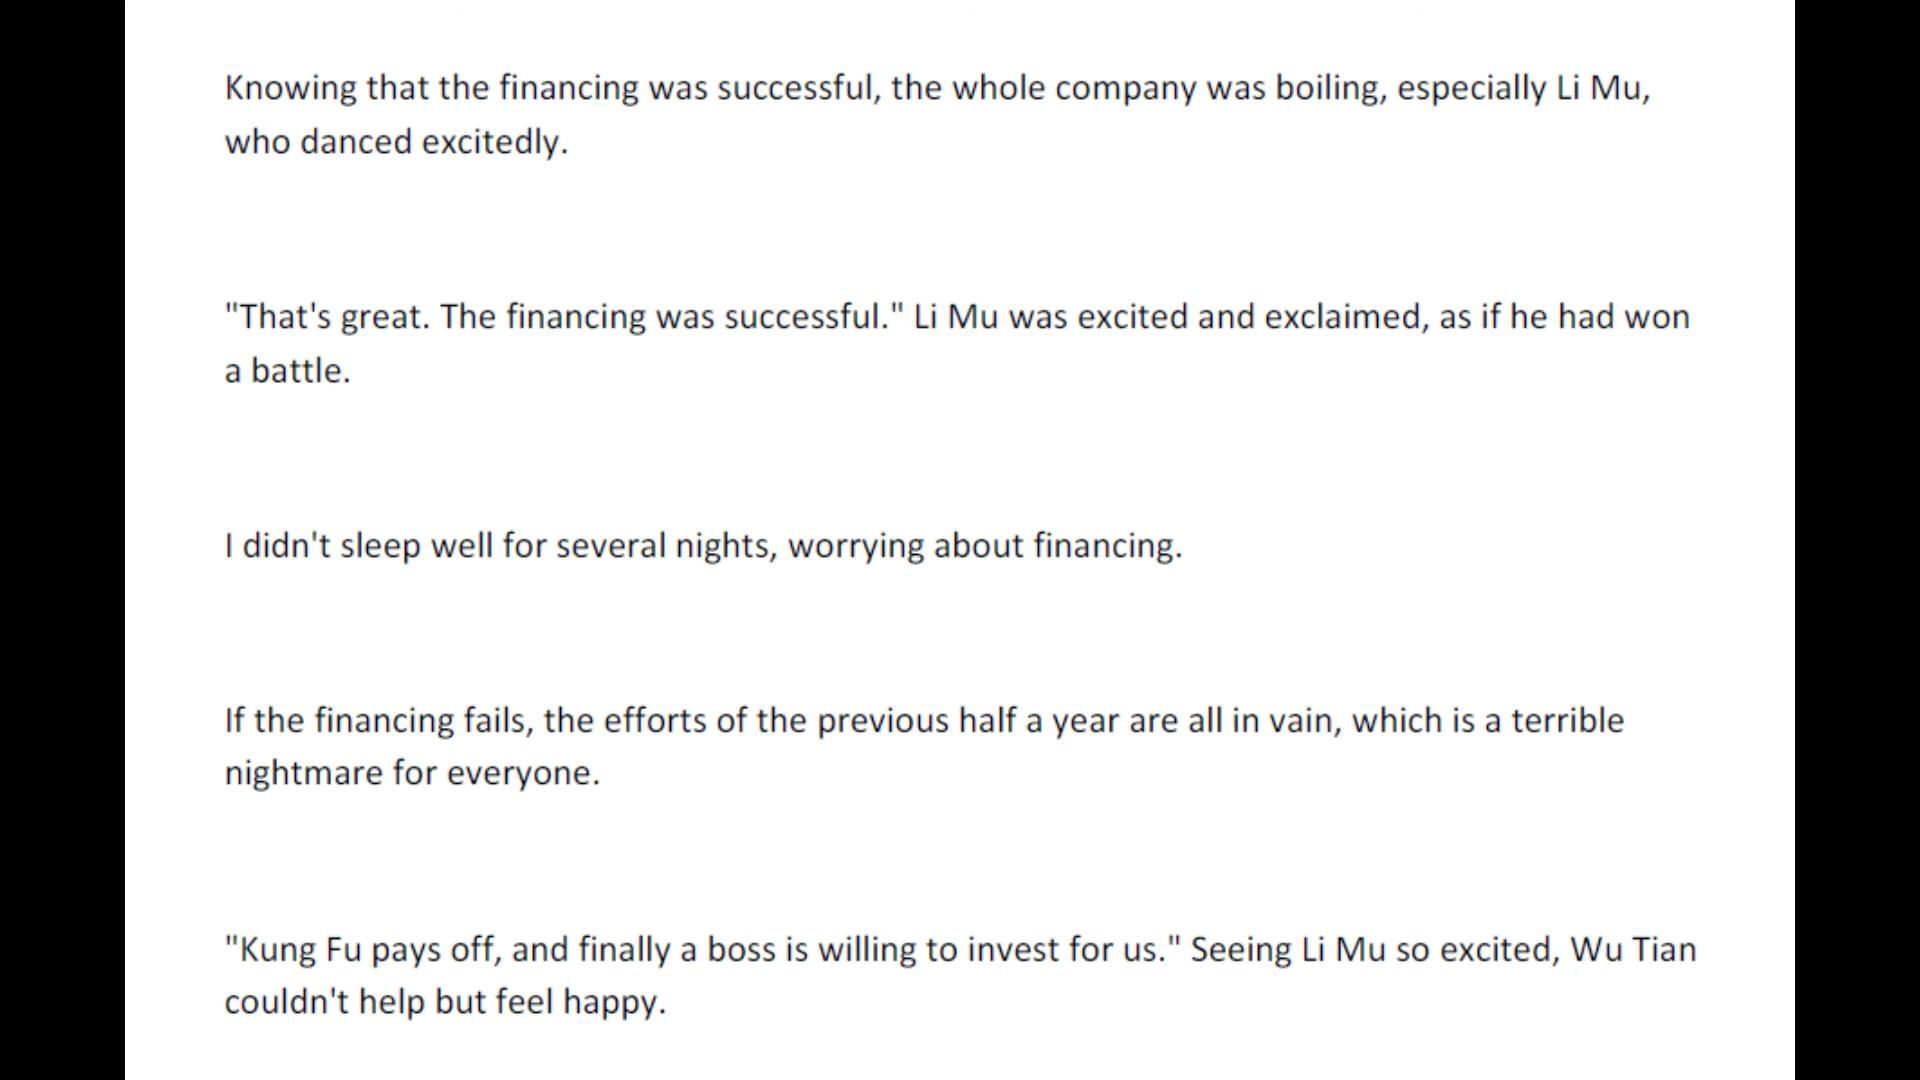 Knowing that the financing was successful, the whole company was boiling, especially Li Mu,
who danced excitedly.
"That's great. The financing was successful." Li Mu was excited and exclaimed, as if he had won
a battle.
I didn't sleep well for several nights, worrying about financing.
If the financing fails, the efforts of the previous half a year are all in vain, which is a terrible
nightmare for everyone.
"Kung Fu pays off, and finally a boss is willing to invest for us." Seeing Li Mu so excited, Wu Tian
couldn't help but feel happy.